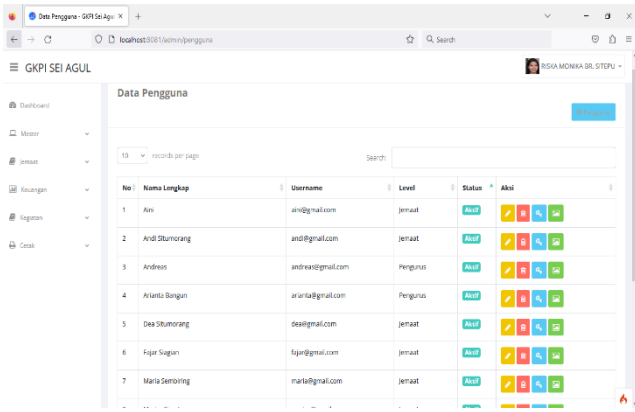 Data Pengguna - GKPI Sei Agul
localhost:8081/admin/pengguna
Search
GKPI SEI AGUL
RISKA MONIKA BR. SITEPU
Dashboard
Data Pengguna
Master
Jemaat
10 records per page
Search:
Keuangan
Kegiatan
Cetak
No Nama Lengkap Username Level Status Aksi
1 Aini aini@gmail.com Jemaat Aktif
2 Andi Situmorang andi@gmail.com Jemaat Aktif
3 Andreas andreas@gmail.com Pengurus Aktif
4 Arianta Bangun arianta@gmail.com Pengurus Aktif
5 Dea Situmorang dea@gmail.com Jemaat Aktif
6 Fajar Siagian fajar@gmail.com Jemaat Aktif
7 Maria Sembiring maria@gmail.com Jemaat Aktif